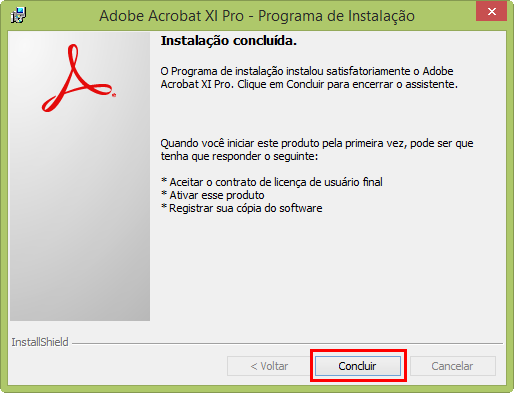 Adobe Acrobat XI Pro - Programa de Instalação
Instalação concluída.
O Programa de instalação instalou satisfatoriamente o Adobe
Acrobat XI Pro. Clique em Concluir para encerrar o assistente.
Quando você iniciar este produto pela primeira vez, pode ser que
tenha que responder o seguinte:
* Aceitar o contrato de licença de usuário final
* Ativar esse produto
* Registrar sua cópia do software
InstallShield
< Voltar
Concluir
Cancelar